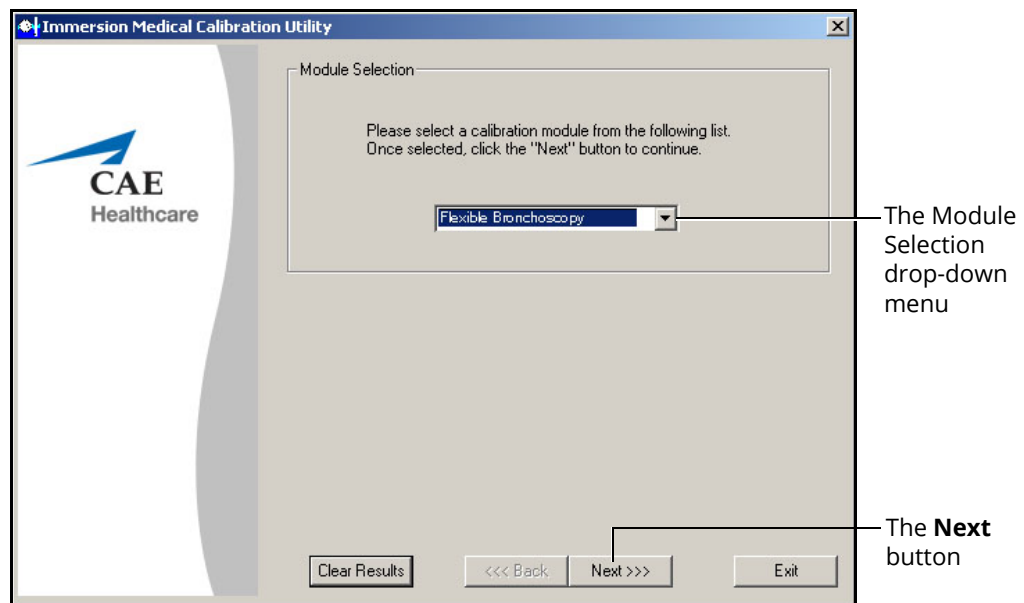 Immersion Medical Calibration Utility
Module Selection
Please select a calibration module from the following list.
Once selected, click the "Next" button to continue.
CAE
Healthcare
Flexible Bronchoscopy
The Module
Selection
drop-down
menu
The Next
button
Clear Results
<<< Back
Next >>>
Exit